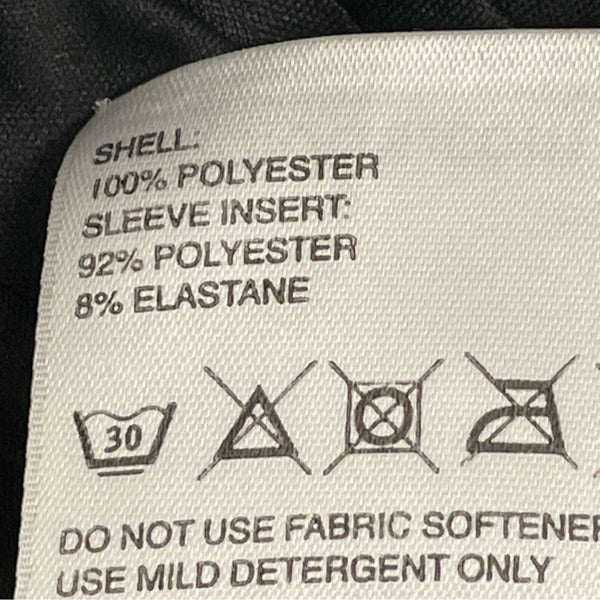 SHELL:
100% POLYESTER
SLEEVE INSERT:
92% POLYESTER
8% ELASTANE
30
DO NOT USE FABRIC SOFTENER
USE MILD DETERGENT ONLY